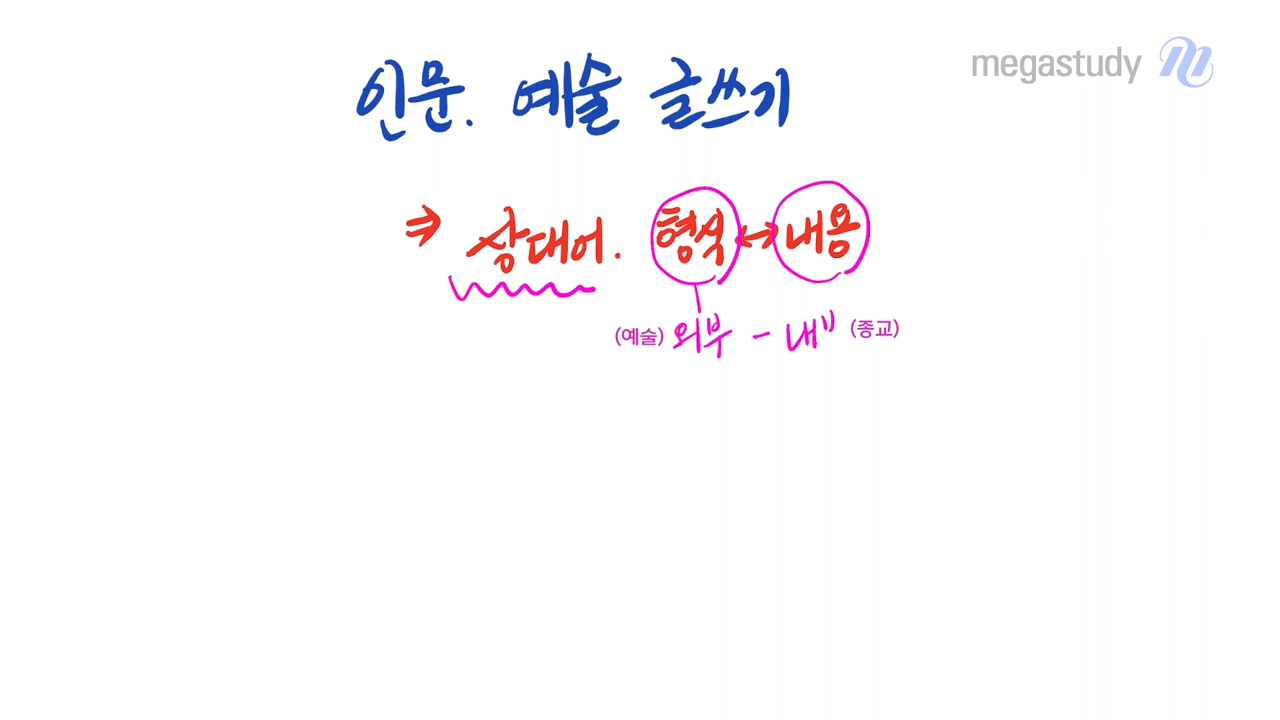 megastudy
인문. 예술 글쓰기
⇒ 상대어. 형식 ↔ 내용
(예술) 외부 - 내〃 (종교)